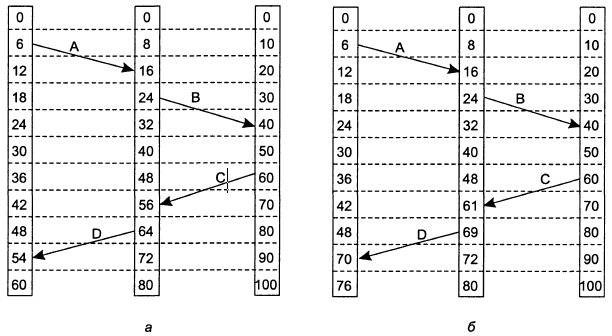 0 0 0 0 0 0
6 A 8 10 6 A 8 10
12 16 20 12 16 20
18 24 B 30 18 24 B 30
24 32 40 24 32 40
30 40 50 30 40 50
36 48 C 60 36 48 C 60
42 56 70 42 61 70
48 D 64 80 48 D 69 80
54 72 90 70 72 90
60 80 100 76 80 100
а б